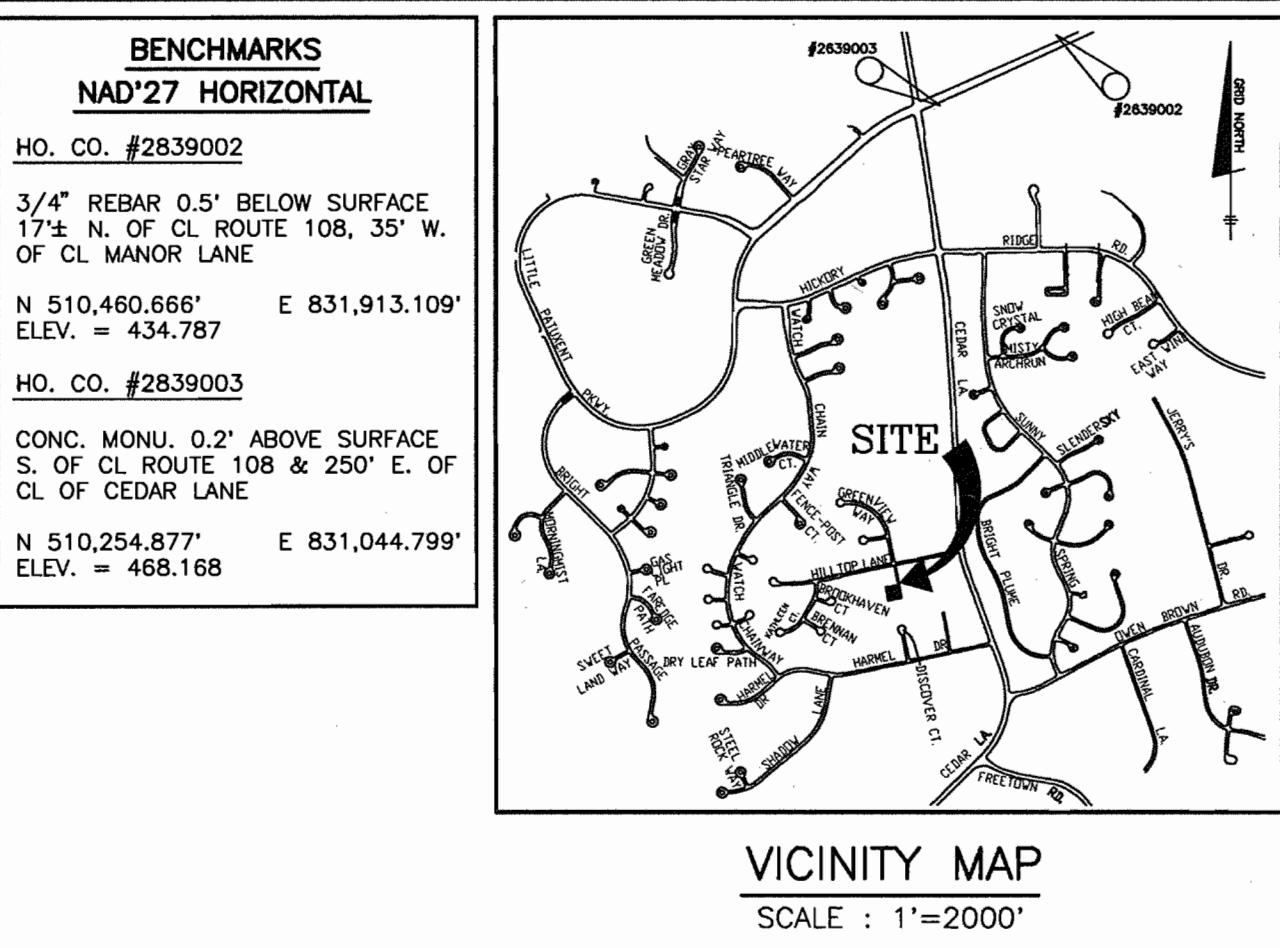 BENCHMARKS
NAD'27 HORIZONTAL
HO. CO. #2839002
3/4" REBAR 0.5' BELOW SURFACE
17'± N. OF CL ROUTE 108, 35' W.
OF CL MANOR LANE
N 510,460.666' E 831,913.109'
ELEV. = 434.787
HO. CO. #2839003
CONC. MONU. 0.2' ABOVE SURFACE
S. OF CL ROUTE 108 & 250' E. OF
CL OF CEDAR LANE
N 510,254.877' E 831,044.799'
ELEV. = 468.168
#2639003
#2639002
GRID NORTH
GRAY
STAR WAY
PEARTREE WAY
GREEN
MEADOW DR.
LITTLE
PATUXENT
PKWY
HICKORY
RIDGE
RD.
WATCH
CHAIN
WAY
CEDAR
LA.
SNOW
CRYSTAL
MISTY
ARCHRUN
HIGH BEAM
CT.
EAST WIND
WAY
SITE
SUNNY
SPRING
SLENDERSKY
JERRY'S
DR.
MIDDLEWATER
CT.
TRIANGLE DR.
FENCE-POST
CT.
GREENVIEW
WAY
BRIGHT
PASSAGE
MORNINGMIST
LA.
GAS
LIGHT
PL
FAREDGE
PATH
SWEET
LAND WAY
WATCH
CHAINWAY
DRY LEAF PATH
HILLTOP LANE
BROOKHAVEN
CT
KATHLEEN
CT.
BRENNAN
CT
BRIGHT PLUME
HARMEL DR.
HARMEL
DR
DISCOVER CT.
SHADOW
LANE
STEEL
ROCK WAY
OWEN BROWN RD.
CARDINAL
LA.
AUDUBON DR.
CEDAR LA.
FREETOWN RD.
VICINITY MAP
SCALE : 1'=2000'